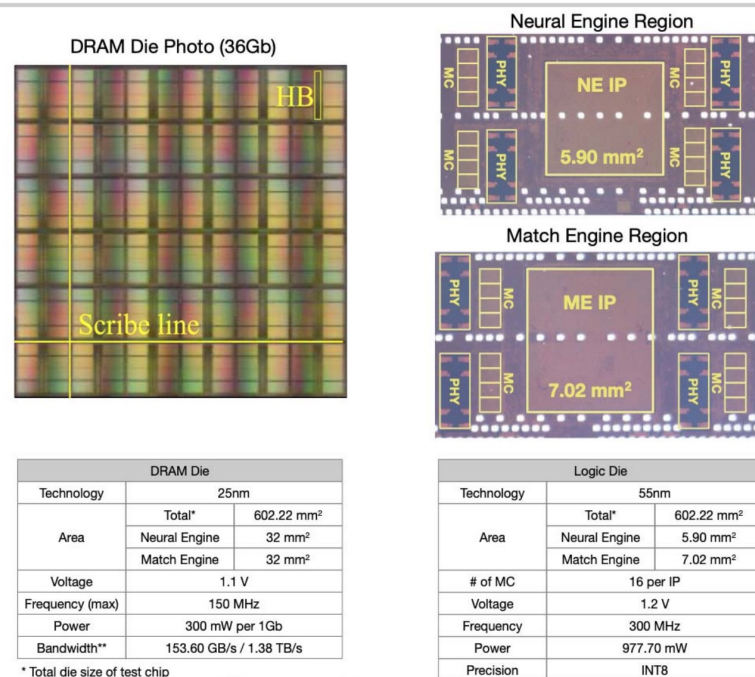 DRAM Die Photo (36Gb)
HB
Scribe line
Neural Engine Region
MC
PHY
NE IP
MC
PHY
MC
PHY
5.90 mm²
MC
PHY
Match Engine Region
PHY
MC
ME IP
PHY
MC
PHY
MC
7.02 mm²
PHY
MC
DRAM Die
Technology 25nm
Area Total* 602.22 mm²
Neural Engine 32 mm²
Match Engine 32 mm²
Voltage 1.1 V
Frequency (max) 150 MHz
Power 300 mW per 1Gb
Bandwidth** 153.60 GB/s / 1.38 TB/s
* Total die size of test chip
Logic Die
Technology 55nm
Area Total* 602.22 mm²
Neural Engine 5.90 mm²
Match Engine 7.02 mm²
# of MC 16 per IP
Voltage 1.2 V
Frequency 300 MHz
Power 977.70 mW
Precision INT8